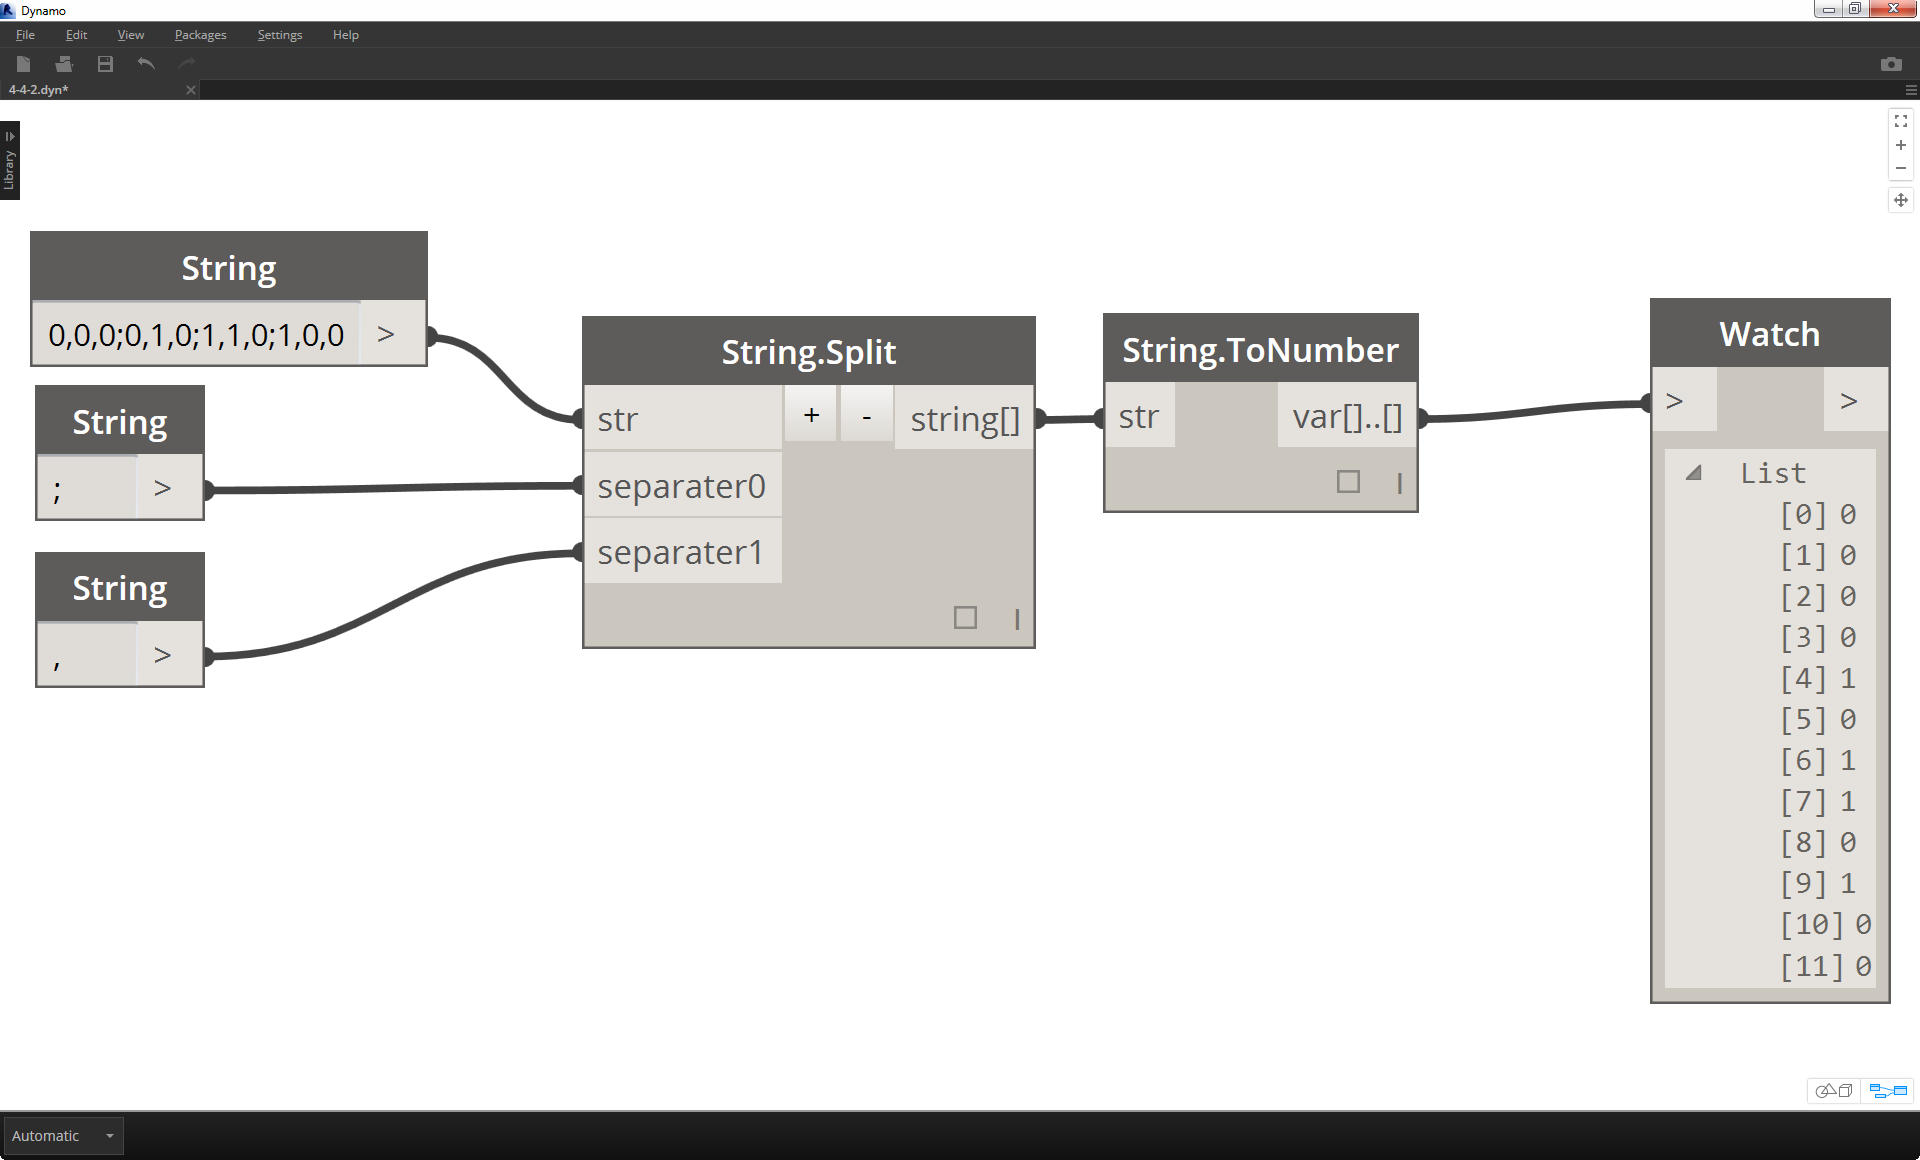 Dynamo
File Edit View Packages Settings Help
4-4-2.dyn*
Library
String
0,0,0;0,1,0;1,1,0;1,0,0 >
String
; >
String
, >
String.Split
str + - string[]
separater0
separater1
String.ToNumber
str var[]..[]
Watch
> >
List
[0] 0
[1] 0
[2] 0
[3] 0
[4] 1
[5] 0
[6] 1
[7] 1
[8] 0
[9] 1
[10] 0
[11] 0
Automatic